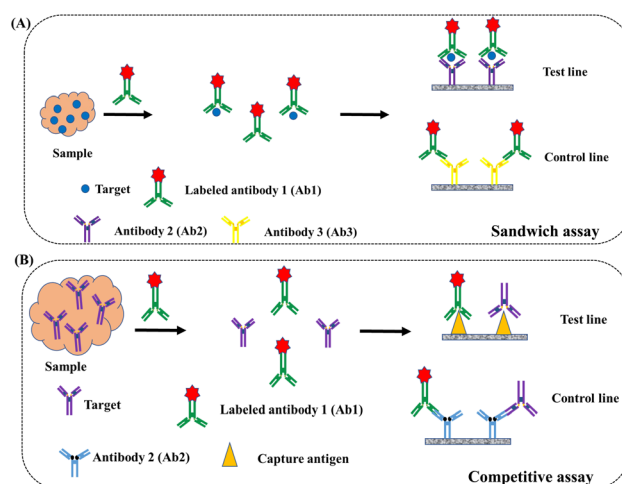 (A)
Test line
Sample
Control line
Target
Labeled antibody 1 (Ab1)
Antibody 2 (Ab2)
Antibody 3 (Ab3)
Sandwich assay
(B)
Test line
Sample
Control line
Target
Labeled antibody 1 (Ab1)
Antibody 2 (Ab2)
Capture antigen
Competitive assay